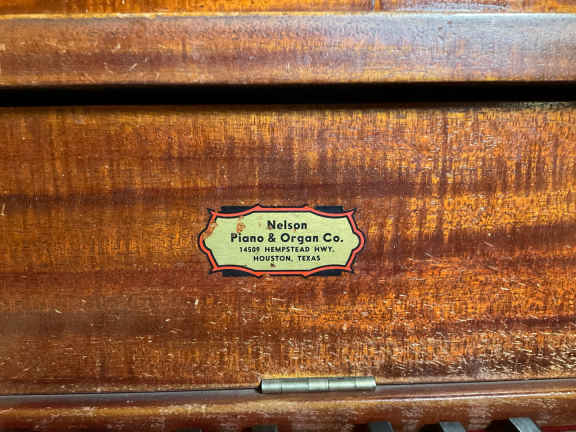 Nelson
Piano & Organ Co.
14509 HEMPSTEAD HWY.
HOUSTON, TEXAS